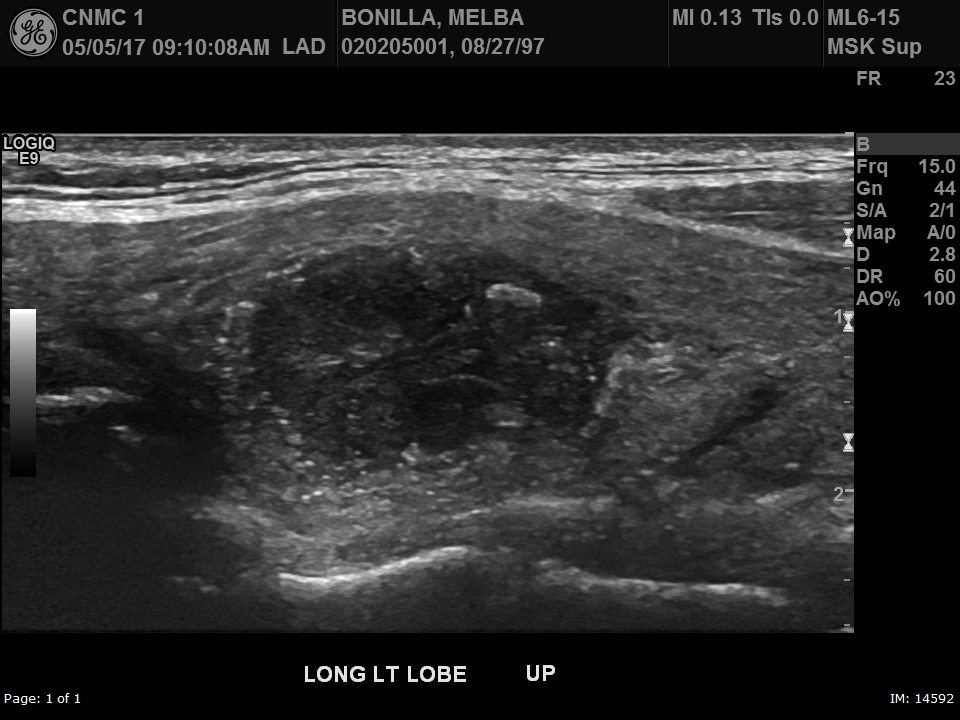 CNMC 1
05/05/17 09:10:08AM LAD
BONILLA, MELBA
020205001, 08/27/97
MI 0.13 TIs 0.0
ML6-15
MSK Sup
FR 23
LOGIQ
E9
B
Frq 15.0
Gn 44
S/A 2/1
Map A/0
D 2.8
DR 60
AO% 100
1
2
LONG LT LOBE UP
Page: 1 of 1
IM: 14592